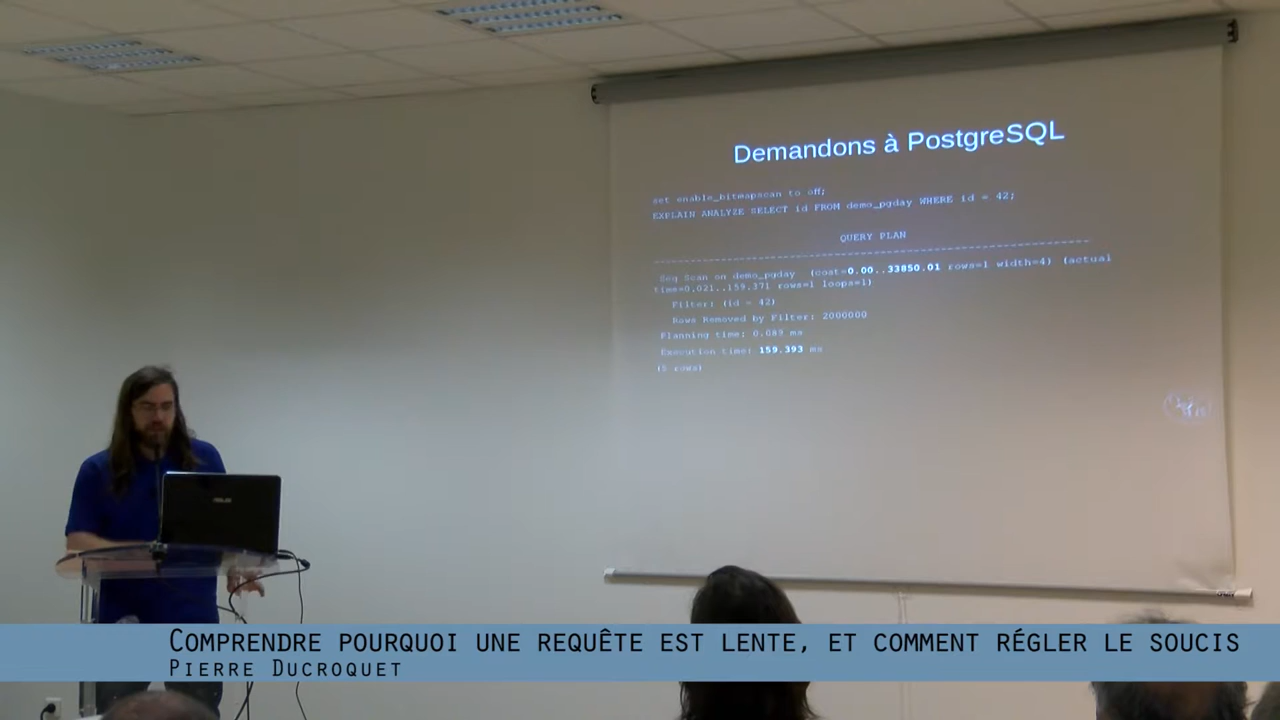 Demandons à PostgreSQL
set enable_bitmapscan to off;
EXPLAIN ANALYZE SELECT id FROM demo_pgday WHERE id = 42;
QUERY PLAN
Seq Scan on demo_pgday (cost=0.00..33850.01 rows=1 width=4) (actual
time=0.021..159.371 rows=1 loops=1)
Filter: (id = 42)
Rows Removed by Filter: 2000000
Planning time: 0.089 ms
Execution time: 159.393 ms
(5 rows)
ASUS
COMPRENDRE POURQUOI UNE REQUÊTE EST LENTE, ET COMMENT RÉGLER LE SOUCIS
PIERRE DUCROQUET